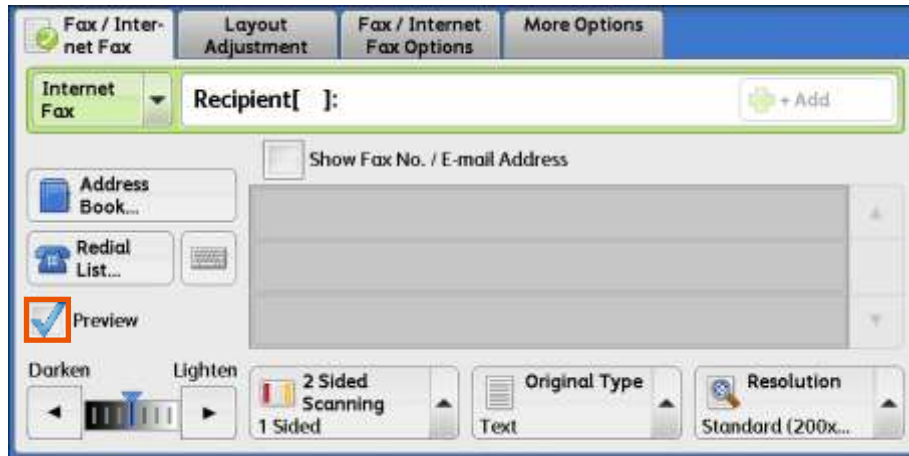 Fax / Inter-
net Fax
Layout
Adjustment
Fax / Internet
Fax Options
More Options
Internet
Fax
Recipient[ ]:
+ Add
Show Fax No. / E-mail Address
Address
Book...
Redial
List...
Preview
Darken
Lighten
2 Sided
Scanning
1 Sided
Original Type
Text
Resolution
Standard (200x...